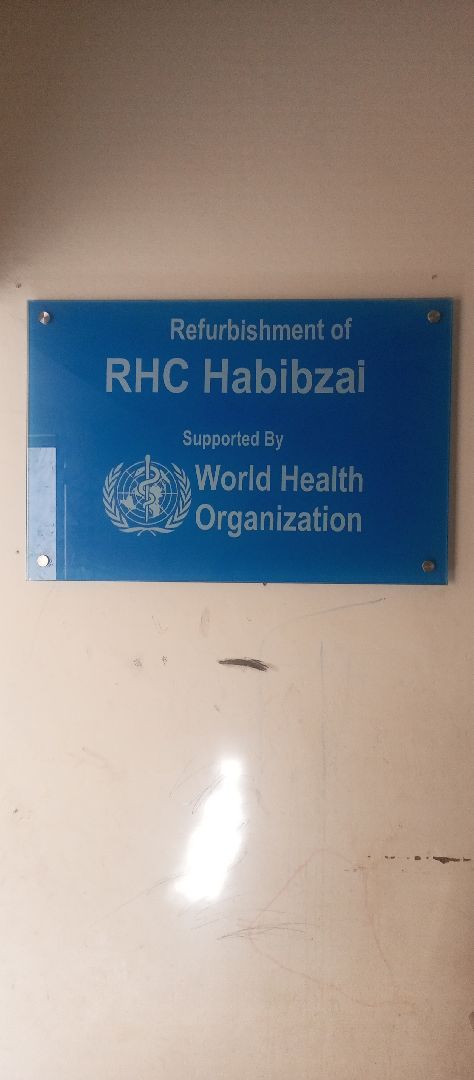 Refurbishment of
RHC Habibzai
Supported By
World Health
Organization